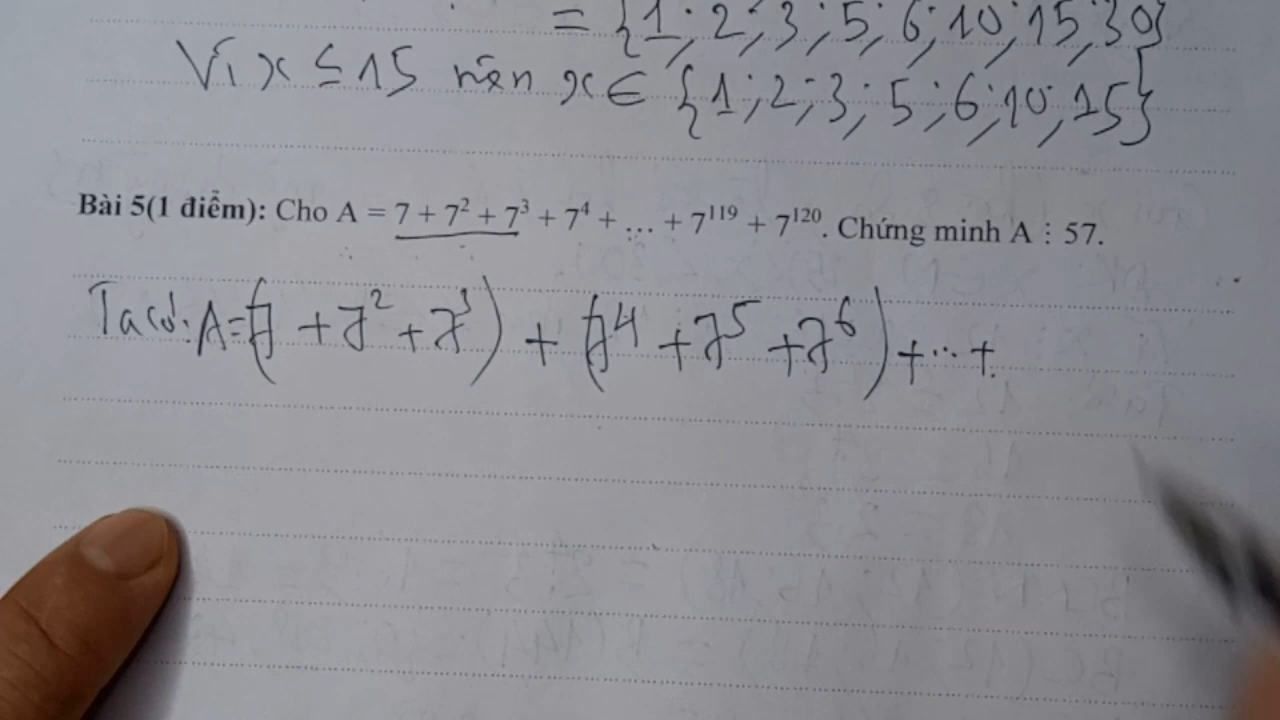 = {1;2;3;5;6;10;15;30}
Vì x ≤ 15 nên x ∈ {1;2;3;5;6;10;15}
Bài 5(1 điểm): Cho A = 7 + 7² + 7³ + 7⁴ + ... + 7¹¹⁹ + 7¹²⁰. Chứng minh A ⋮ 57.
Ta có: A = (7 + 7² + 7³) + (7⁴ + 7⁵ + 7⁶) + ... +